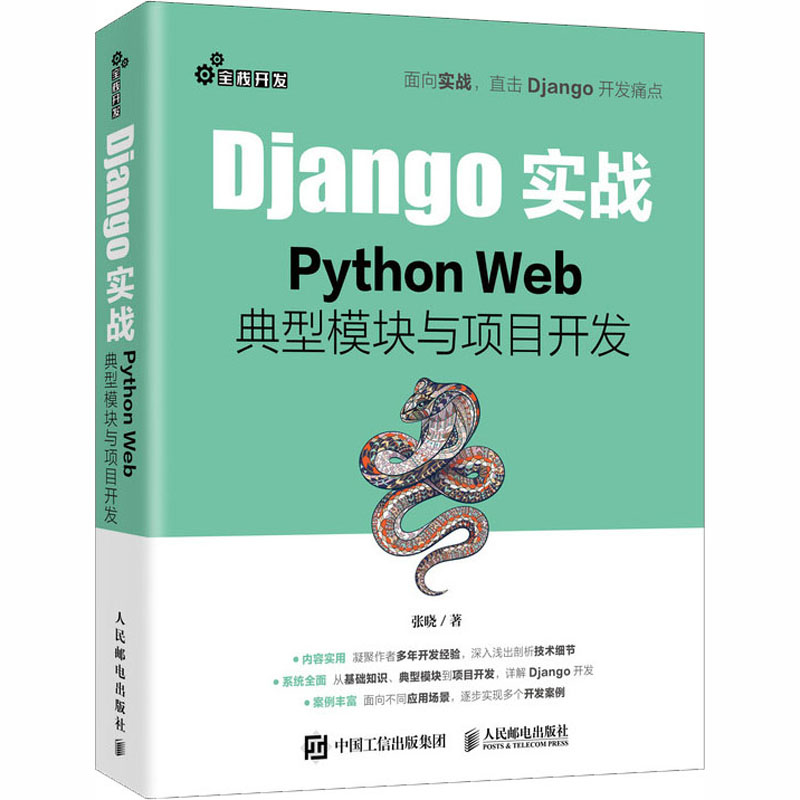 全栈开发
Django 实战
Python Web
典型模块与项目开发
人民邮电出版社
全栈开发
面向实战，直击 Django 开发痛点
Django 实战
Python Web
典型模块与项目开发
张晓 / 著
● 内容实用 凝聚作者多年开发经验，深入浅出剖析技术细节
● 系统全面 从基础知识、典型模块到项目开发，详解 Django 开发
● 案例丰富 面向不同应用场景，逐步实现多个开发案例
中国工信出版集团
人民邮电出版社
POSTS & TELECOM PRESS